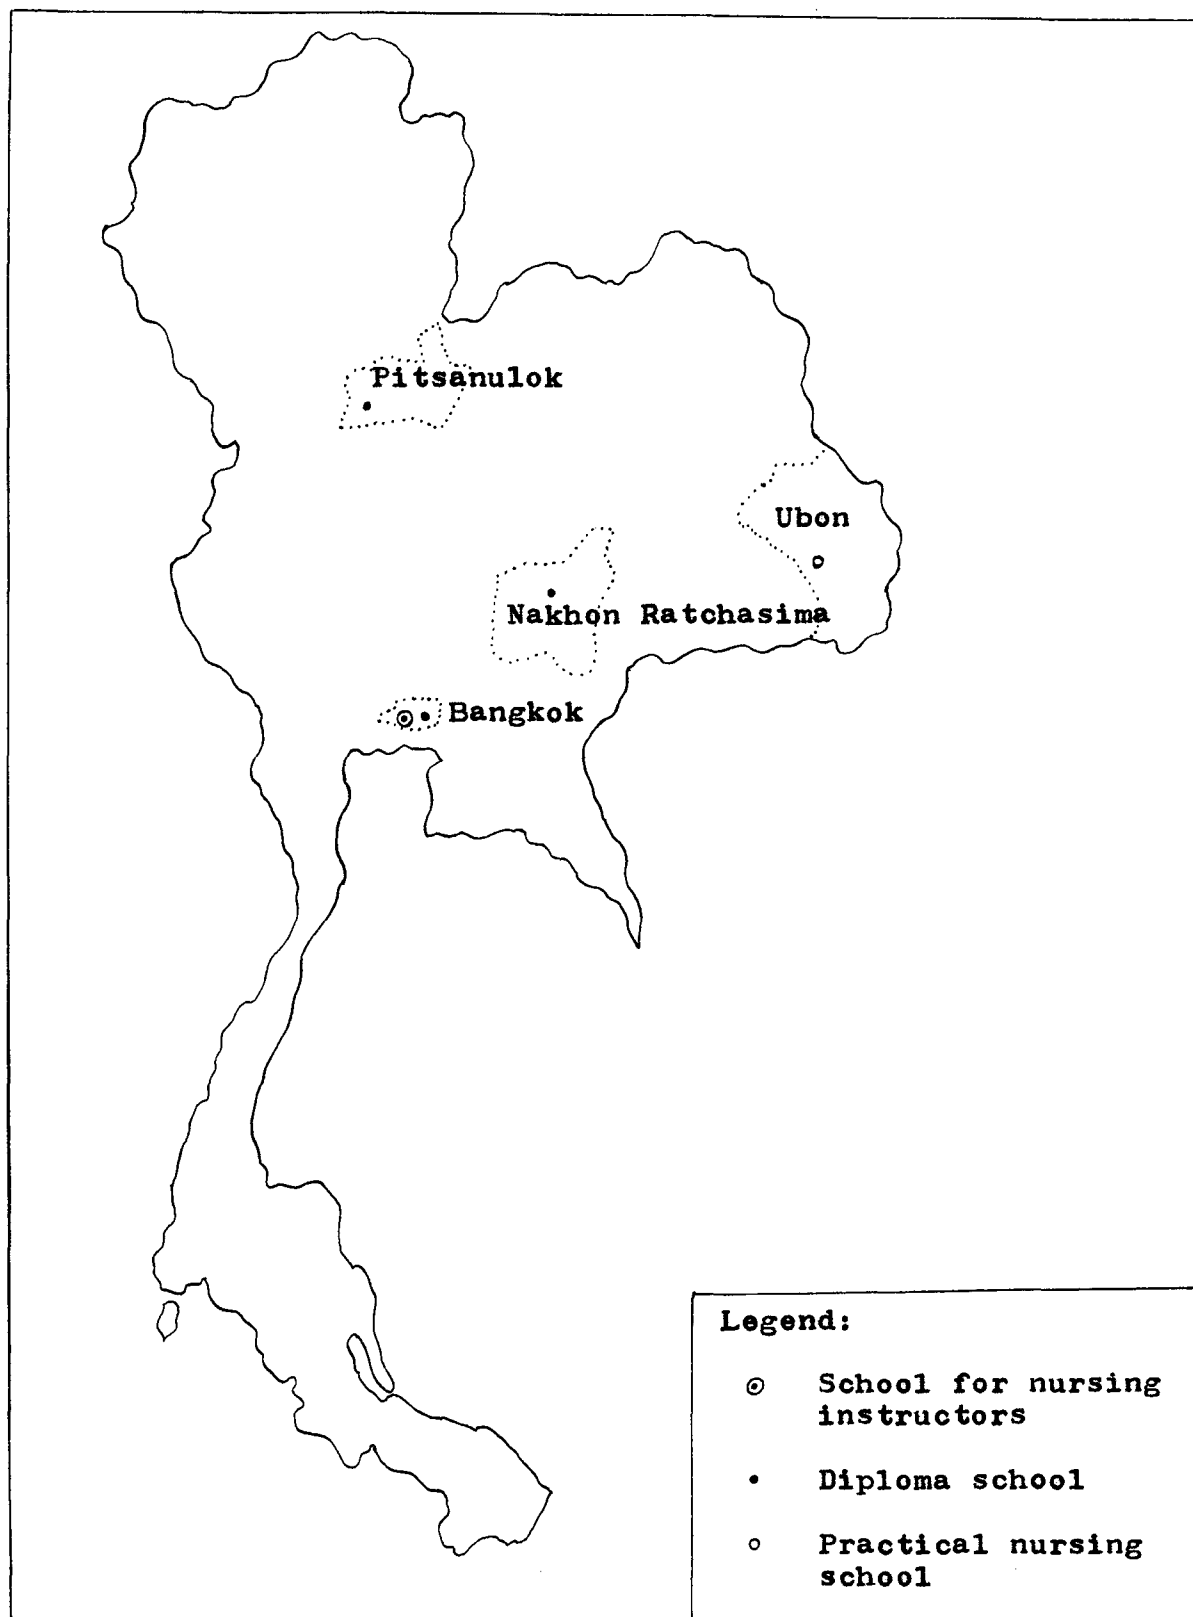 Pitsanulok
Ubon
Nakhon Ratchasima
Bangkok
Legend:
School for nursing
instructors
Diploma school
Practical nursing
school